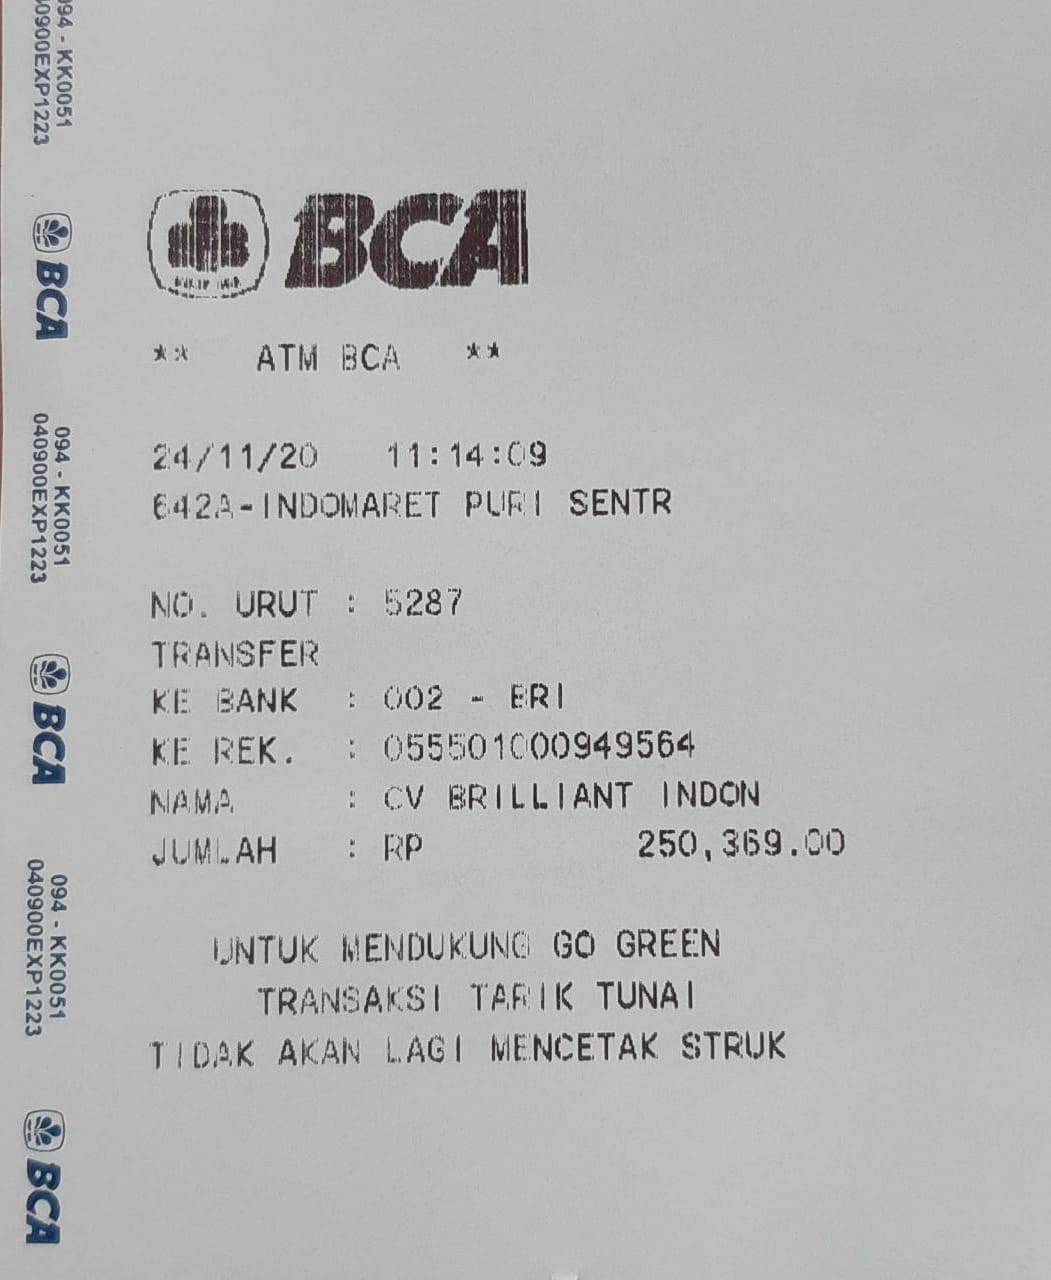 BCA
** ATM BCA **
24/11/20 11:14:09
642A-INDOMARET PURI SENTR
NO. URUT : 5287
TRANSFER
KE BANK : 002 - BRI
KE REK. : 055501000949564
NAMA : CV BRILLIANT INDON
JUMLAH : RP 250,369.00
UNTUK MENDUKUNG GO GREEN
TRANSAKSI TARIK TUNAI
TIDAK AKAN LAGI MENCETAK STRUK
094 - KK0051
040900EXP1223
BCA
094 - KK0051
040900EXP1223
BCA
094 - KK0051
040900EXP1223
BCA